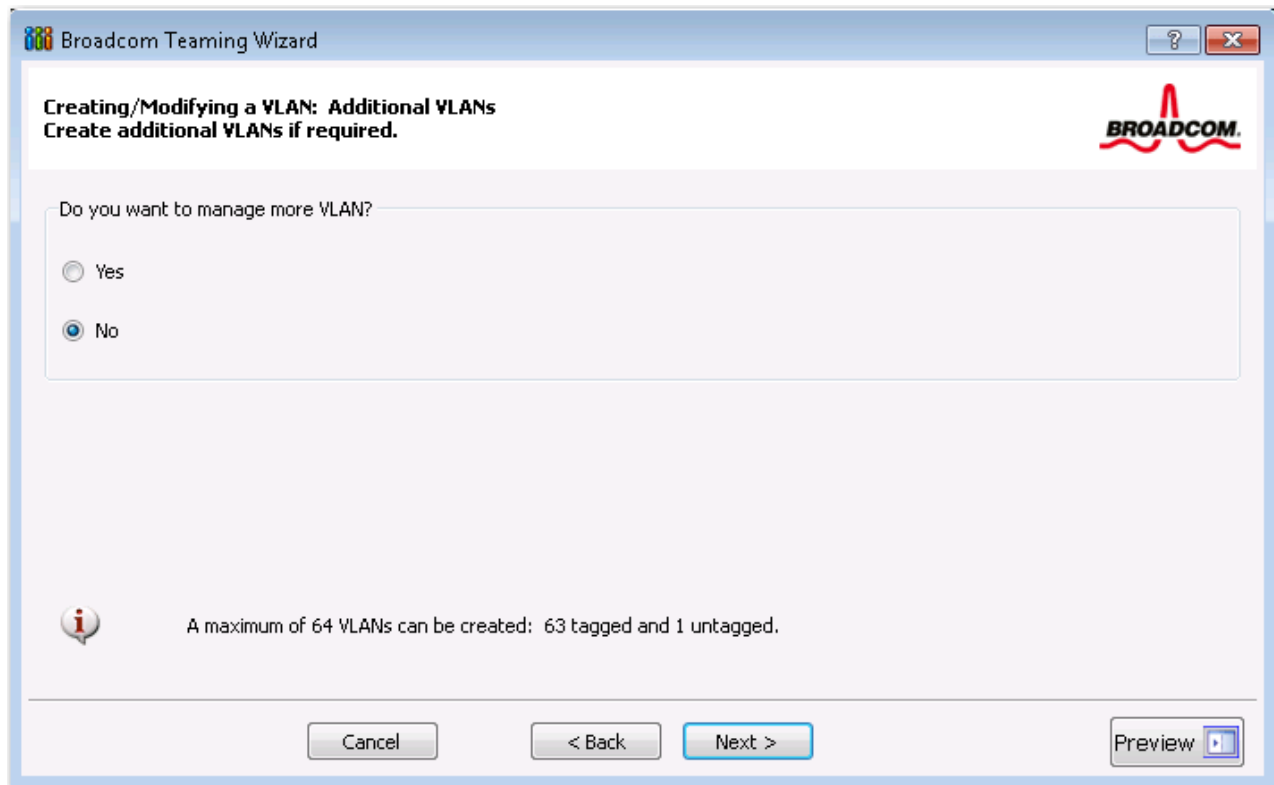 Broadcom Teaming Wizard
?
Creating/Modifying a VLAN: Additional VLANs
Create additional VLANs if required.
BROADCOM.
Do you want to manage more VLAN?
Yes
No
A maximum of 64 VLANs can be created: 63 tagged and 1 untagged.
Cancel
< Back
Next >
Preview